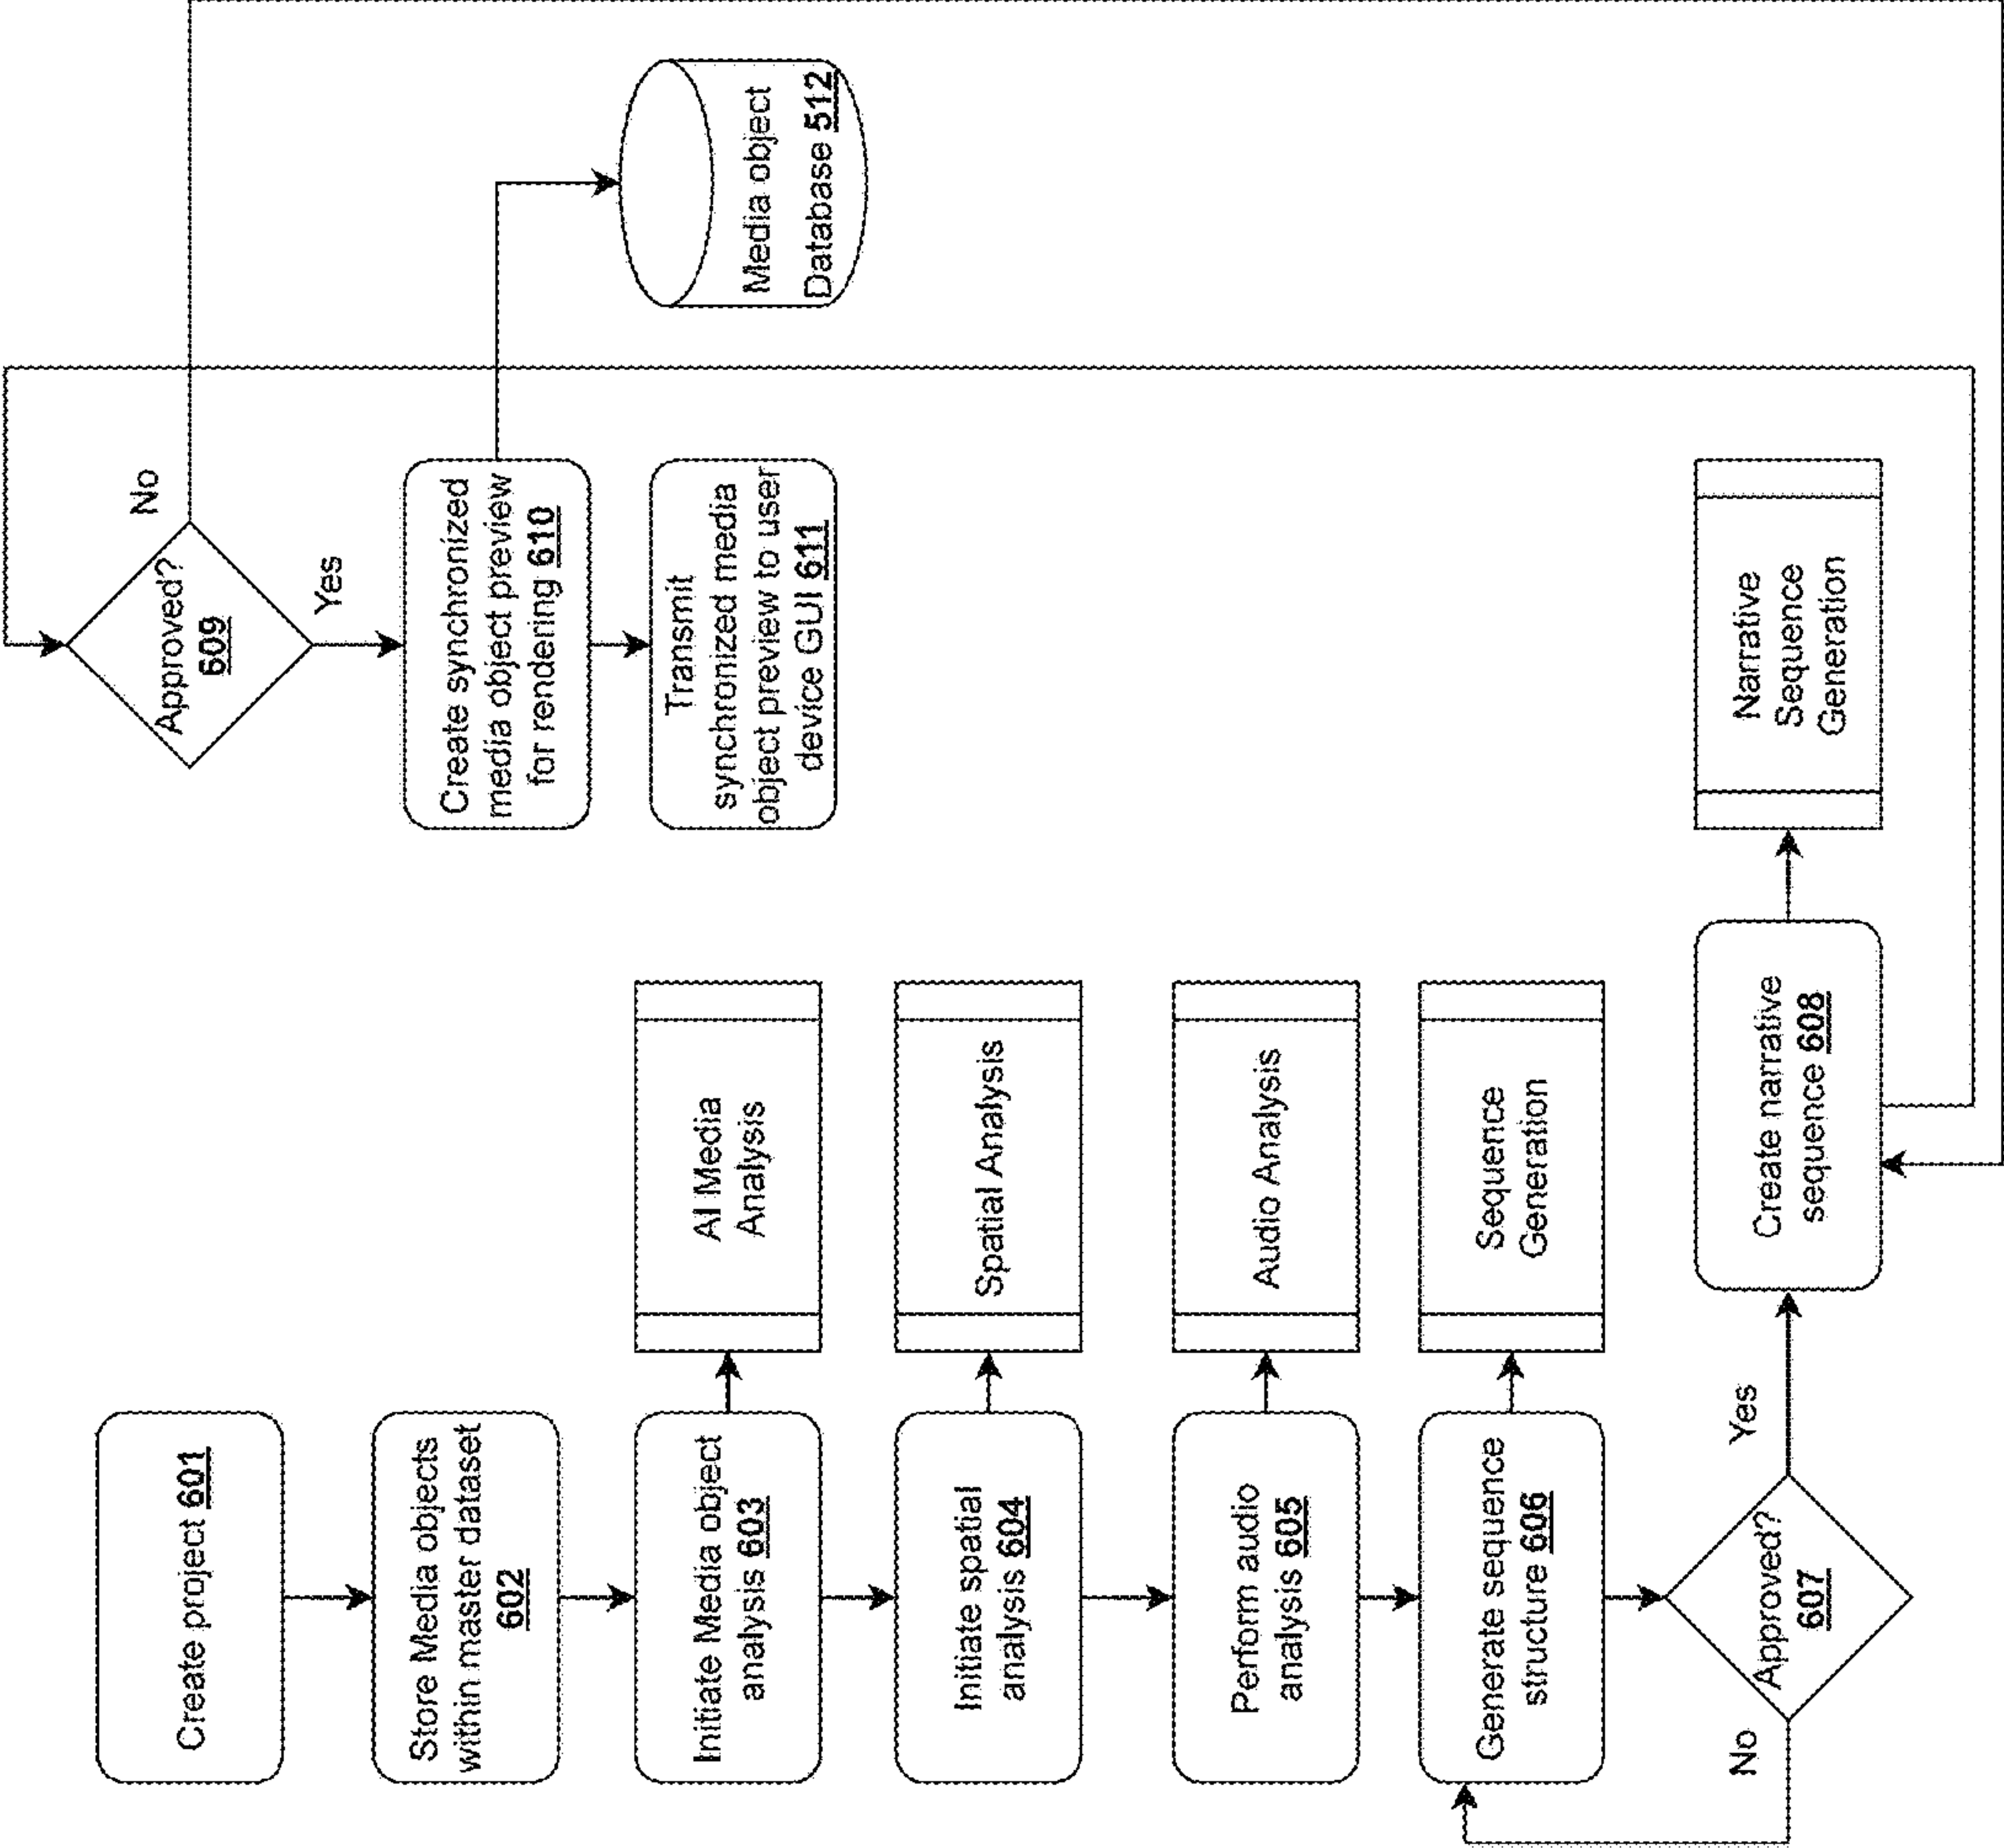 Create project 601
Store Media objects
within master dataset
602
Initiate Media object
analysis 603
AI Media
Analysis
Initiate spatial
analysis 604
Spatial Analysis
Perform audio
analysis 605
Audio Analysis
Generate sequence
structure 606
Sequence
Generation
Approved?
607
No
Yes
Create narrative
sequence 608
Narrative
Sequence
Generation
Approved?
609
No
Yes
Create synchronized
media object preview
for rendering 610
Media object
Database 512
Transmit
synchronized media
object preview to user
device GUI 611